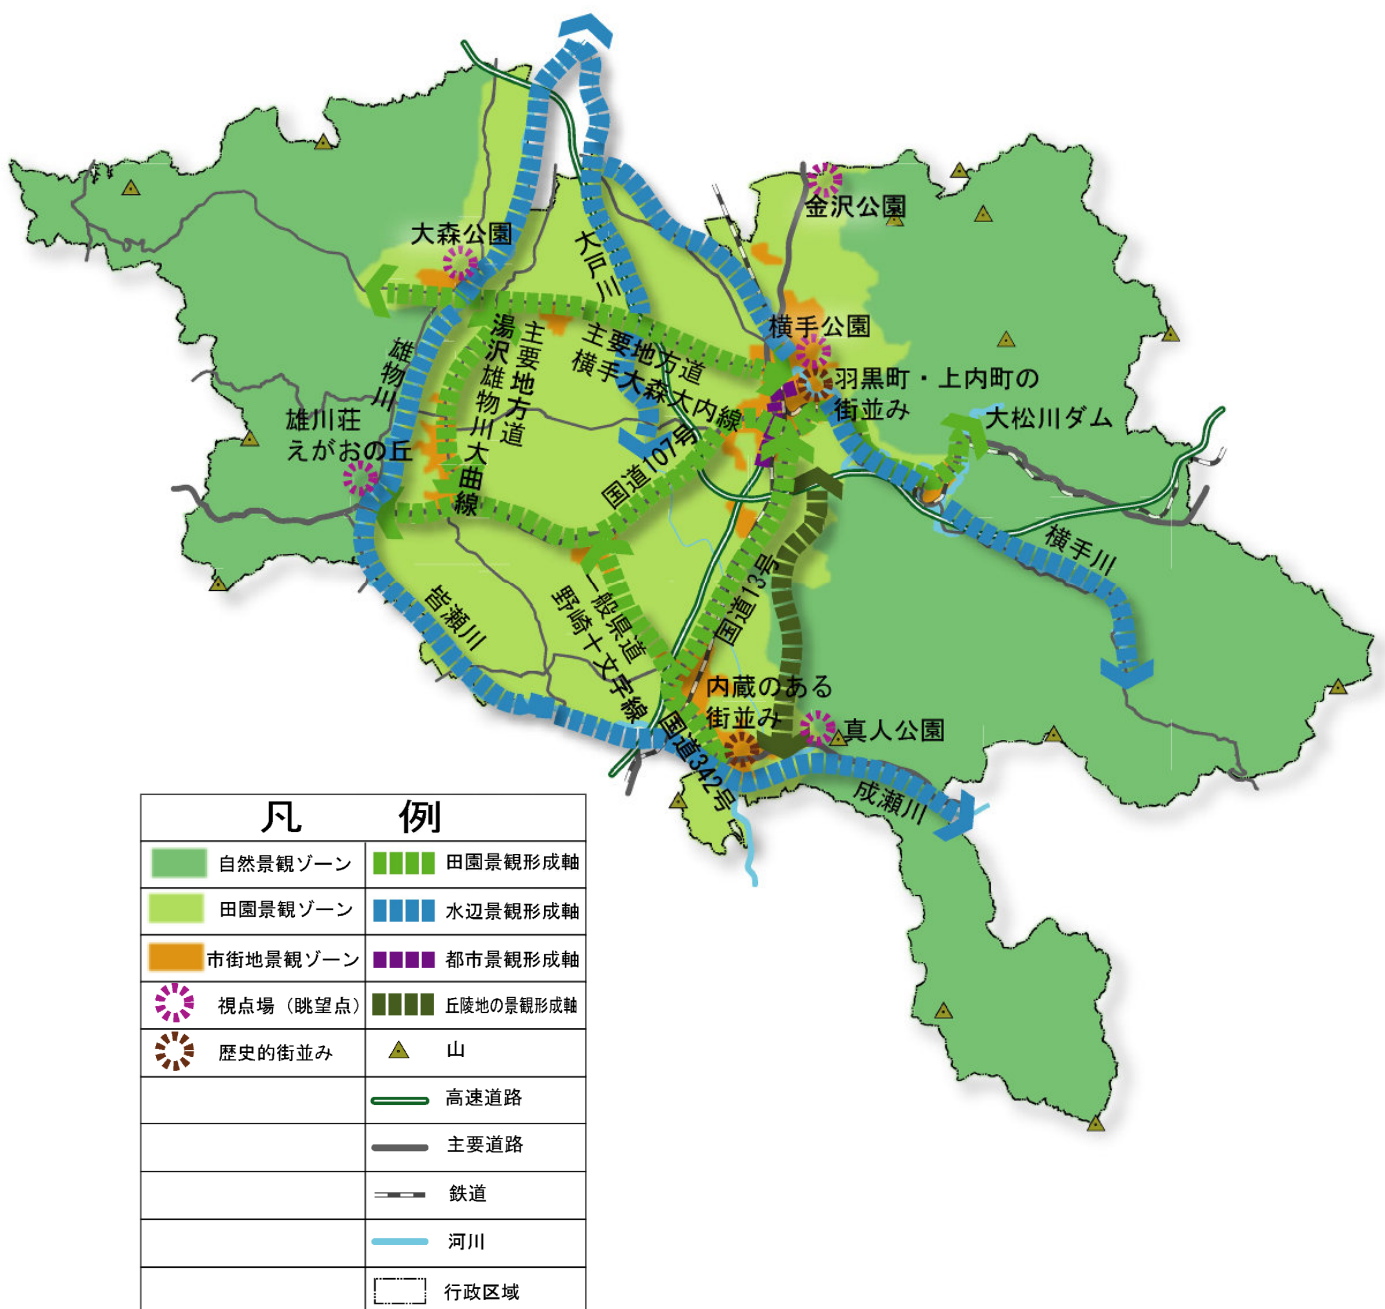 金沢公園
大森公園
大戸川
横手公園
主要地方道
横手大森大内線
主要地方道
湯沢雄物川大曲線
雄物川
羽黒町・上内町の
街並み
大松川ダム
雄川荘
えがおの丘
国道107号
横手川
国道13号
皆瀬川
一般県道
野崎十文字線
内蔵のある
街並み
真人公園
国道342号
成瀬川
凡 例
自然景観ゾーン
田園景観形成軸
田園景観ゾーン
水辺景観形成軸
市街地景観ゾーン
都市景観形成軸
視点場（眺望点）
丘陵地の景観形成軸
歴史的街並み
山
高速道路
主要道路
鉄道
河川
行政区域